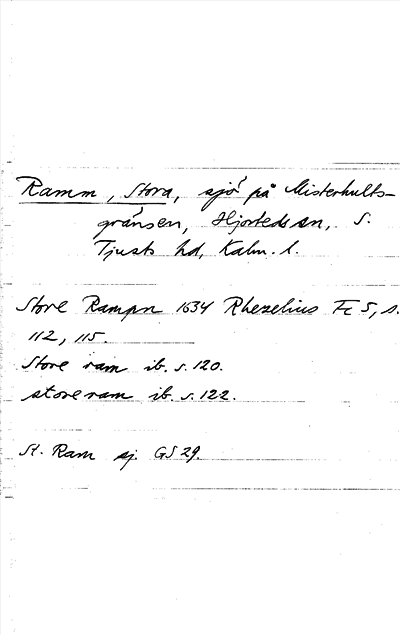 Ramm, Stora, sjö på Misterhults-
gränsen, Hjorteds sn, S.
Tjusts hd, Kalm. l.
Store Rampn 1634 Rhezelius Fc 5, s.
112, 115.
Store ram ib. s. 120.
store ram ib. s. 122.
St. Ram sj. GS 29.